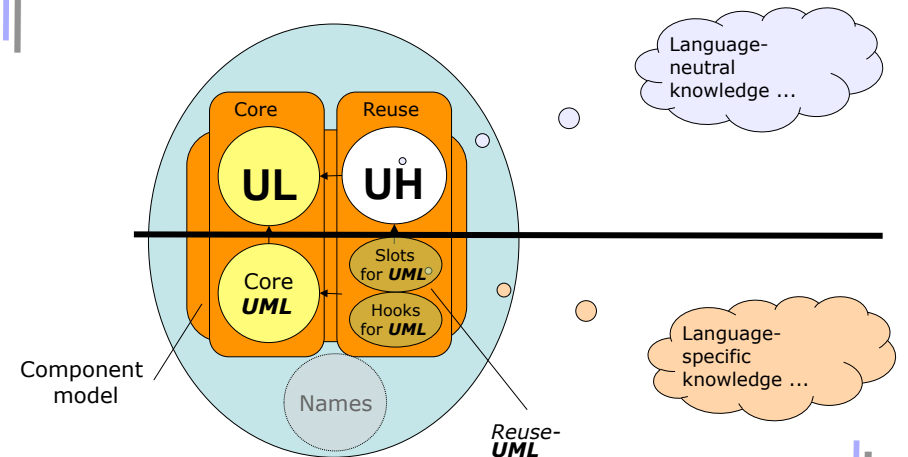 Language-
neutral
knowledge ...
Core
Reuse
UL
UH
Slots
for UML
Core
UML
Hooks
for UML
Language-
specific
knowledge ...
Component
model
Names
Reuse-
UML